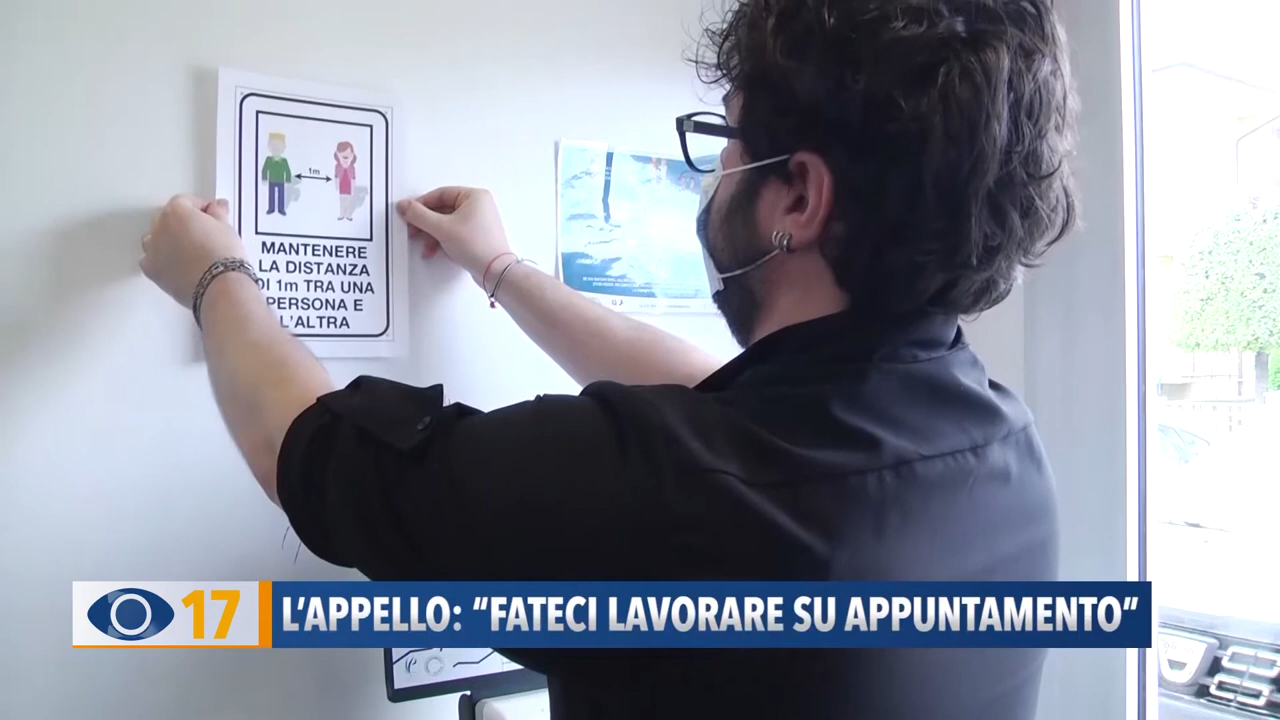 1m
MANTENERE
LA DISTANZA
DI 1m TRA UNA
PERSONA E
L'ALTRA
17
L'APPELLO: “FATECI LAVORARE SU APPUNTAMENTO”